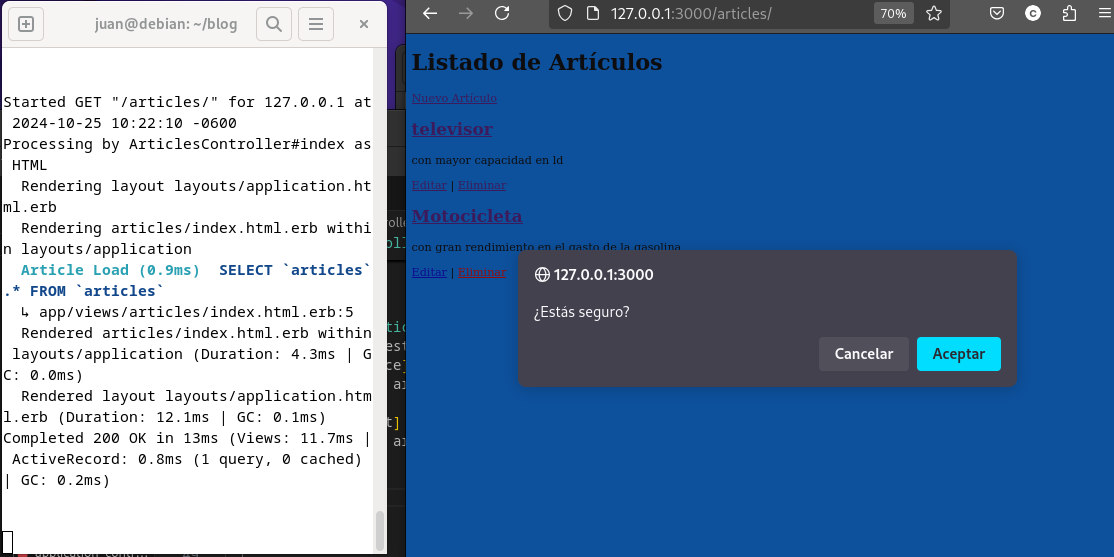 juan@debian: ~/blog
Started GET "/articles/" for 127.0.0.1 at
 2024-10-25 10:22:10 -0600
Processing by ArticlesController#index as
 HTML
  Rendering layout layouts/application.ht
ml.erb
  Rendering articles/index.html.erb withi
n layouts/application
  Article Load (0.9ms)  SELECT `articles`
.* FROM `articles`
  ↳ app/views/articles/index.html.erb:5
  Rendered articles/index.html.erb within
 layouts/application (Duration: 4.3ms | G
C: 0.0ms)
  Rendered layout layouts/application.htm
l.erb (Duration: 12.1ms | GC: 0.1ms)
Completed 200 OK in 13ms (Views: 11.7ms |
 ActiveRecord: 0.8ms (1 query, 0 cached)
| GC: 0.2ms)
127.0.0.1:3000/articles/
70%
Listado de Artículos
Nuevo Artículo
televisor
con mayor capacidad en ld
Editar | Eliminar
Motocicleta
con gran rendimiento en el gasto de la gasolina
Editar | Eliminar
127.0.0.1:3000
¿Estás seguro?
Cancelar
Aceptar